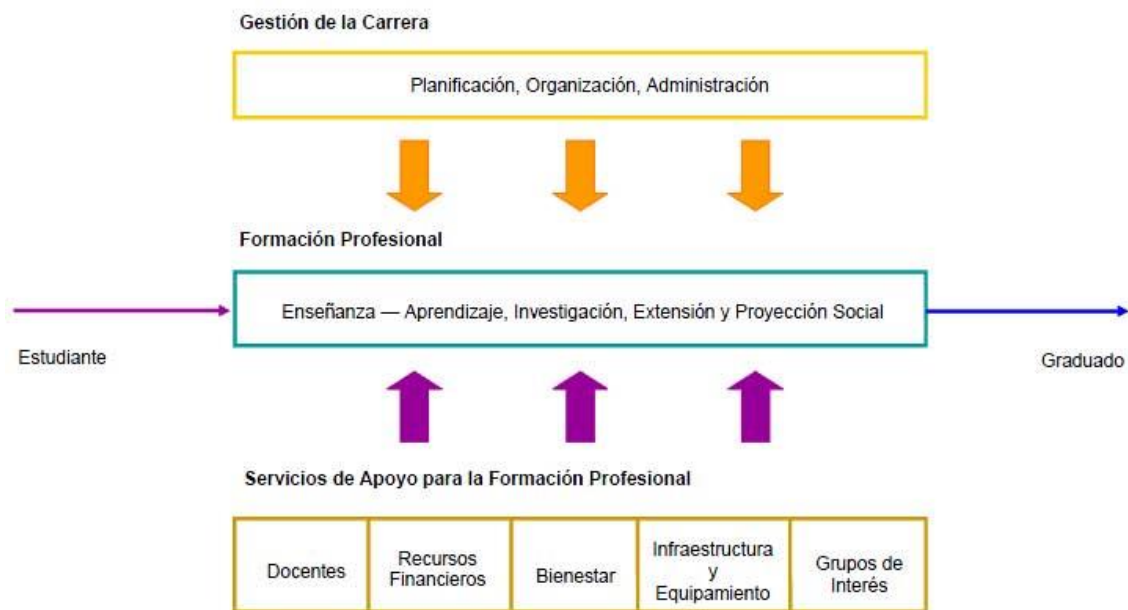 Gestión de la Carrera
Planificación, Organización, Administración
Formación Profesional
Enseñanza — Aprendizaje, Investigación, Extensión y Proyección Social
Estudiante
Graduado
Servicios de Apoyo para la Formación Profesional
Docentes
Recursos
Financieros
Bienestar
Infraestructura
y
Equipamiento
Grupos de
Interés